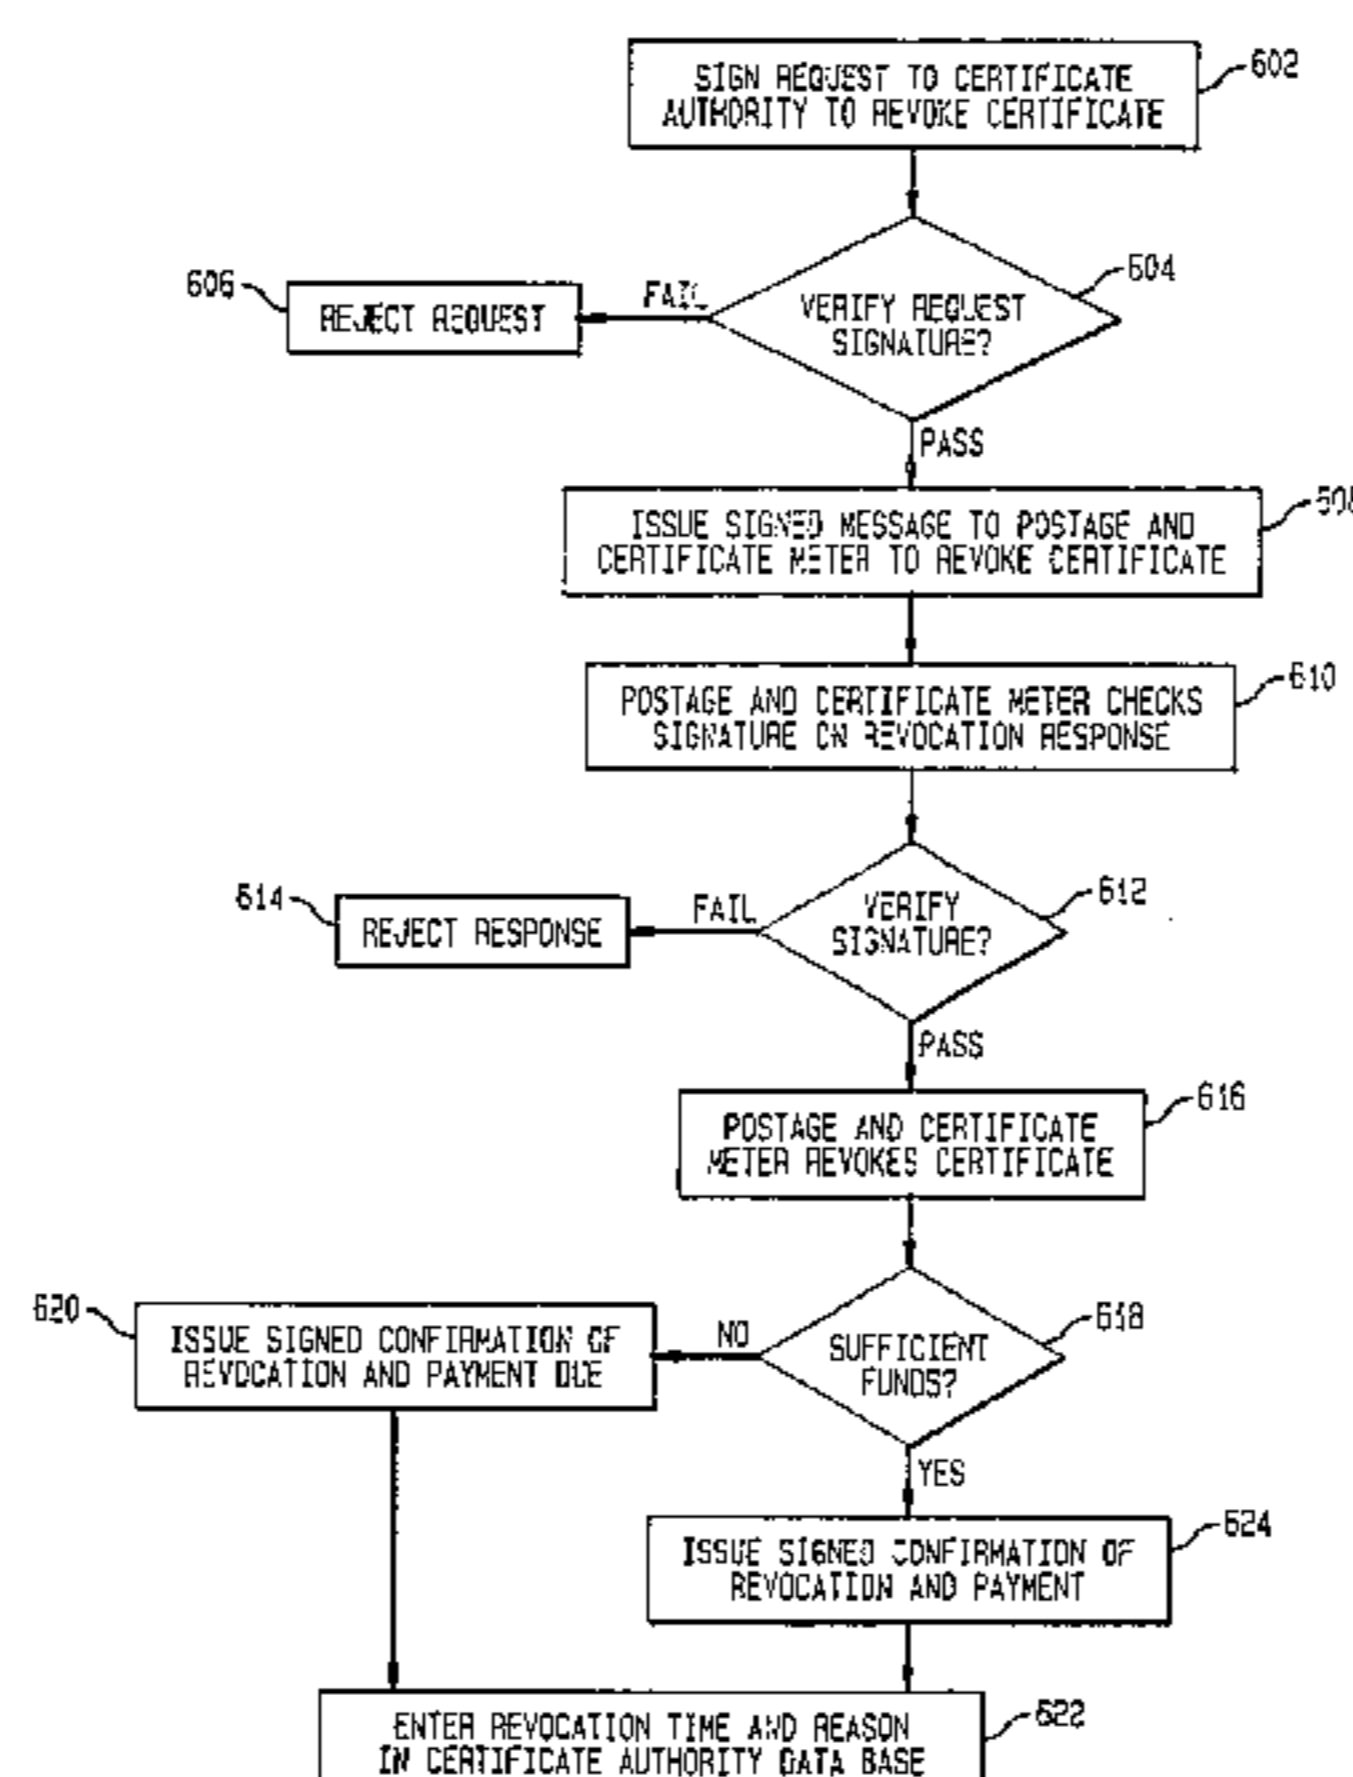 SIGN REQUEST TO CERTIFICATE
AUTHORITY TO REVOKE CERTIFICATE
602
VERIFY REQUEST
SIGNATURE?
604
FAIL
606
REJECT REQUEST
PASS
ISSUE SIGNED MESSAGE TO POSTAGE AND
CERTIFICATE METER TO REVOKE CERTIFICATE
608
POSTAGE AND CERTIFICATE METER CHECKS
SIGNATURE ON REVOCATION RESPONSE
610
VERIFY
SIGNATURE?
612
FAIL
614
REJECT RESPONSE
PASS
POSTAGE AND CERTIFICATE
METER REVOKES CERTIFICATE
616
SUFFICIENT
FUNDS?
618
NO
620
ISSUE SIGNED CONFIRMATION OF
REVOCATION AND PAYMENT DUE
YES
ISSUE SIGNED CONFIRMATION OF
REVOCATION AND PAYMENT
624
ENTER REVOCATION TIME AND REASON
IN CERTIFICATE AUTHORITY DATA BASE
622